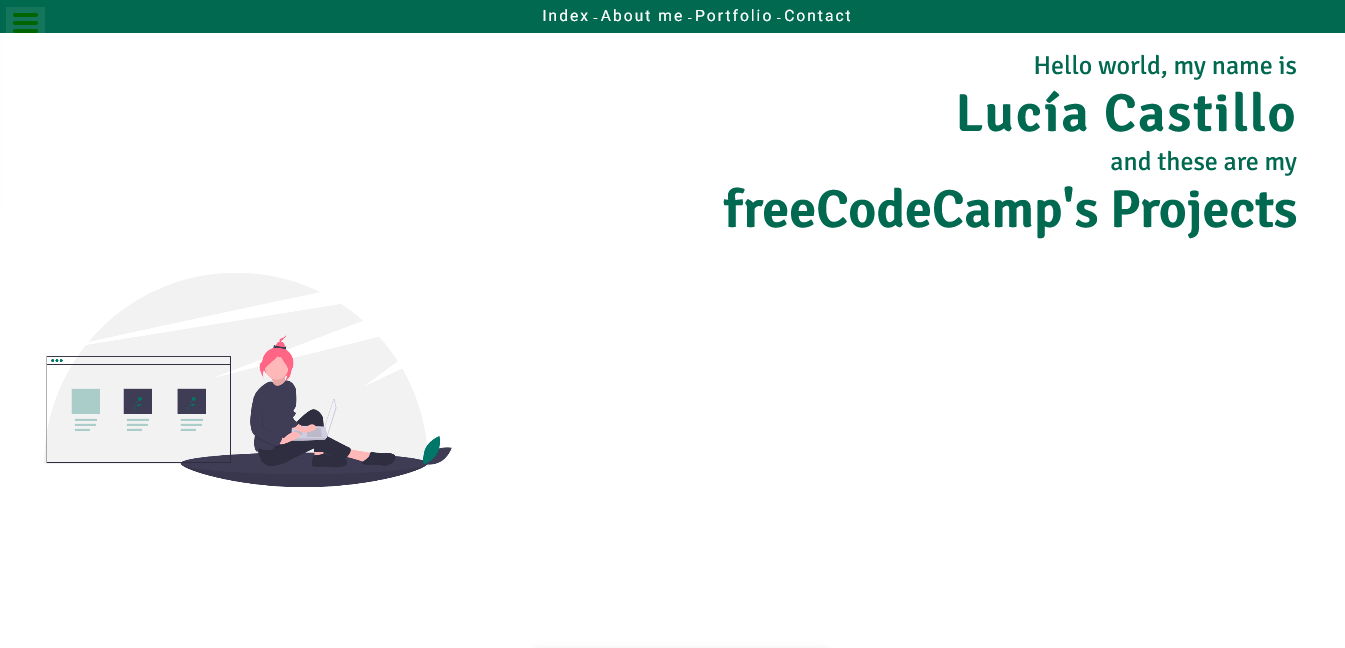 Index - About me - Portfolio - Contact
Hello world, my name is
Lucía Castillo
and these are my
freeCodeCamp's Projects